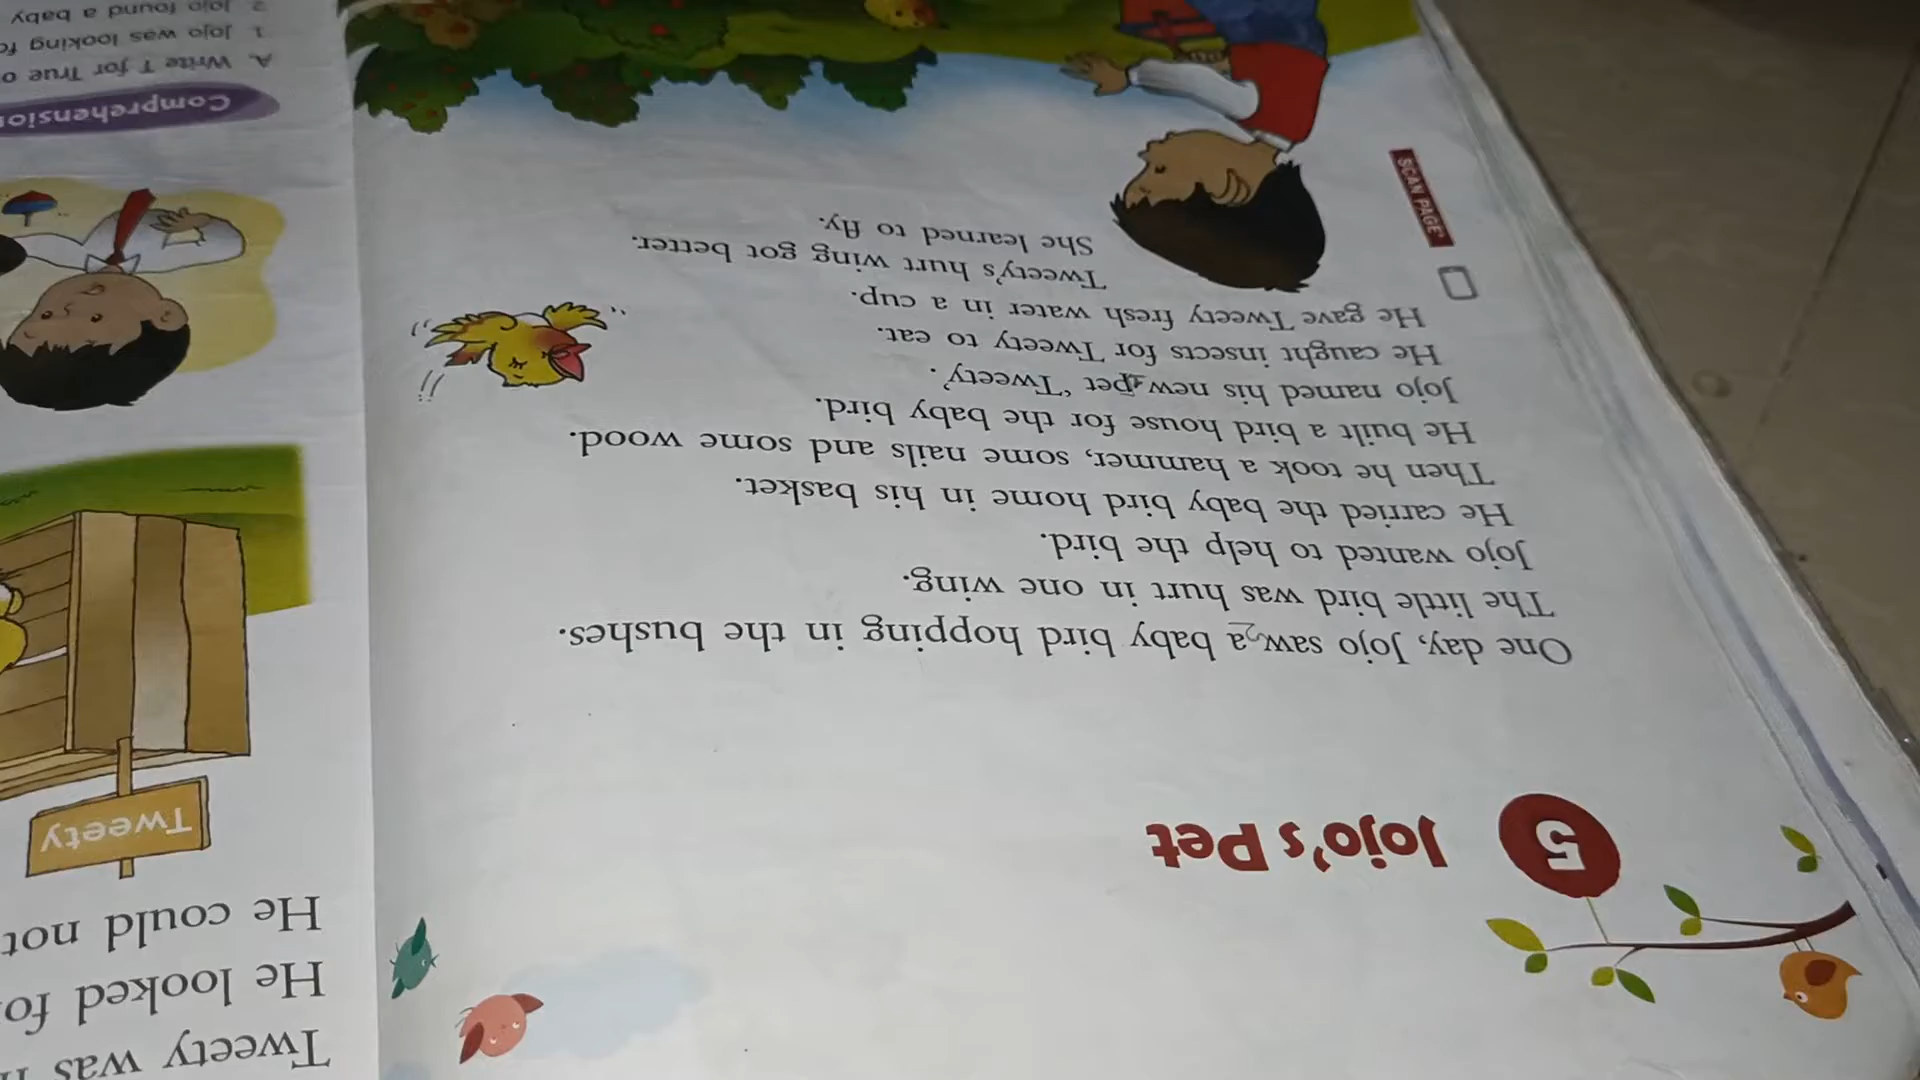 5
Jojo's Pet
One day, Jojo saw a baby bird hopping in the bushes.
2
The little bird was hurt in one wing.
Jojo wanted to help the bird.
He carried the baby bird home in his basket.
Then he took a hammer, some nails and some wood.
He built a bird house for the baby bird.
Jojo named his new pet ‘Tweety’.
He caught insects for Tweety to eat.
He gave Tweety fresh water in a cup.
Tweety's hurt wing got better.
She learned to fly.
SCAN PAGE
Tweety was
He looked
He could not
Tweety
Comprehension
A. Write T for True
1. Jojo was looking
2. Jojo found a baby